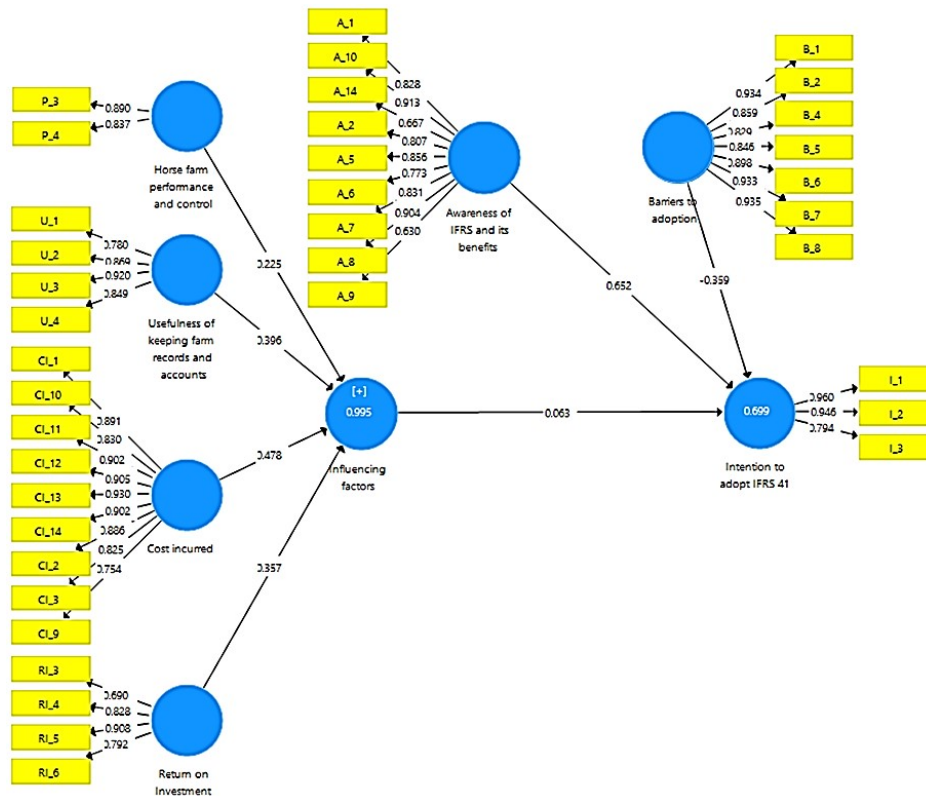 P_3
P_4
0.890
0.837
Horse farm
performance
and control
U_1
U_2
U_3
U_4
0.780
0.869
0.920
0.849
Usefulness of
keeping farm
records and
accounts
CI_1
CI_10
CI_11
CI_12
CI_13
CI_14
CI_2
CI_3
CI_9
0.891
0.830
0.902
0.905
0.930
0.902
0.886
0.825
0.754
Cost incurred
RI_3
RI_4
RI_5
RI_6
0.690
0.828
0.908
0.792
Return on
Investment
0.225
0.396
0.478
0.357
[+]
0.995
Influencing
factors
A_1
A_10
A_14
A_2
A_5
A_6
A_7
A_8
A_9
0.828
0.913
0.667
0.807
0.856
0.773
0.831
0.904
0.630
Awareness of
IFRS and its
benefits
0.652
0.063
B_1
B_2
B_4
B_5
B_6
B_7
B_8
0.934
0.859
0.829
0.846
0.898
0.933
0.935
Barriers to
adoption
-0.359
0.699
Intention to
adopt IFRS 41
0.960
0.946
0.794
I_1
I_2
I_3